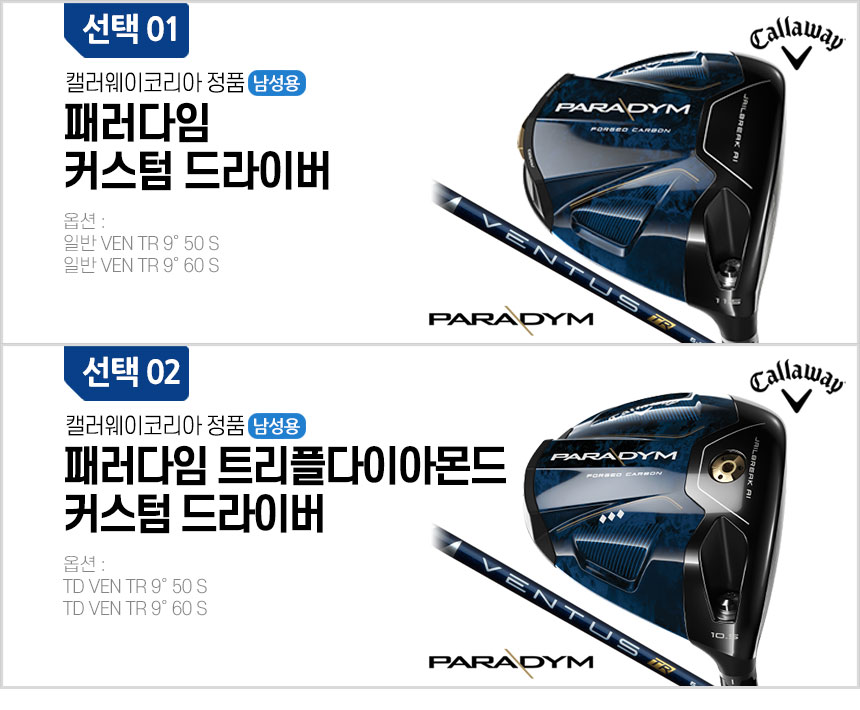 선택 01
Callaway
캘러웨이코리아 정품 남성용
패러다임
커스텀 드라이버
옵션 :
일반 VEN TR 9˚ 50 S
일반 VEN TR 9˚ 60 S
PARADYM
FORGED CARBON
JAILBREAK AI
11.5
VENTUS TR
PARADYM
선택 02
Callaway
캘러웨이코리아 정품 남성용
패러다임 트리플다이아몬드
커스텀 드라이버
옵션 :
TD VEN TR 9˚ 50 S
TD VEN TR 9˚ 60 S
PARADYM
FORGED CARBON
JAILBREAK AI
10.5
VENTUS TR
PARADYM